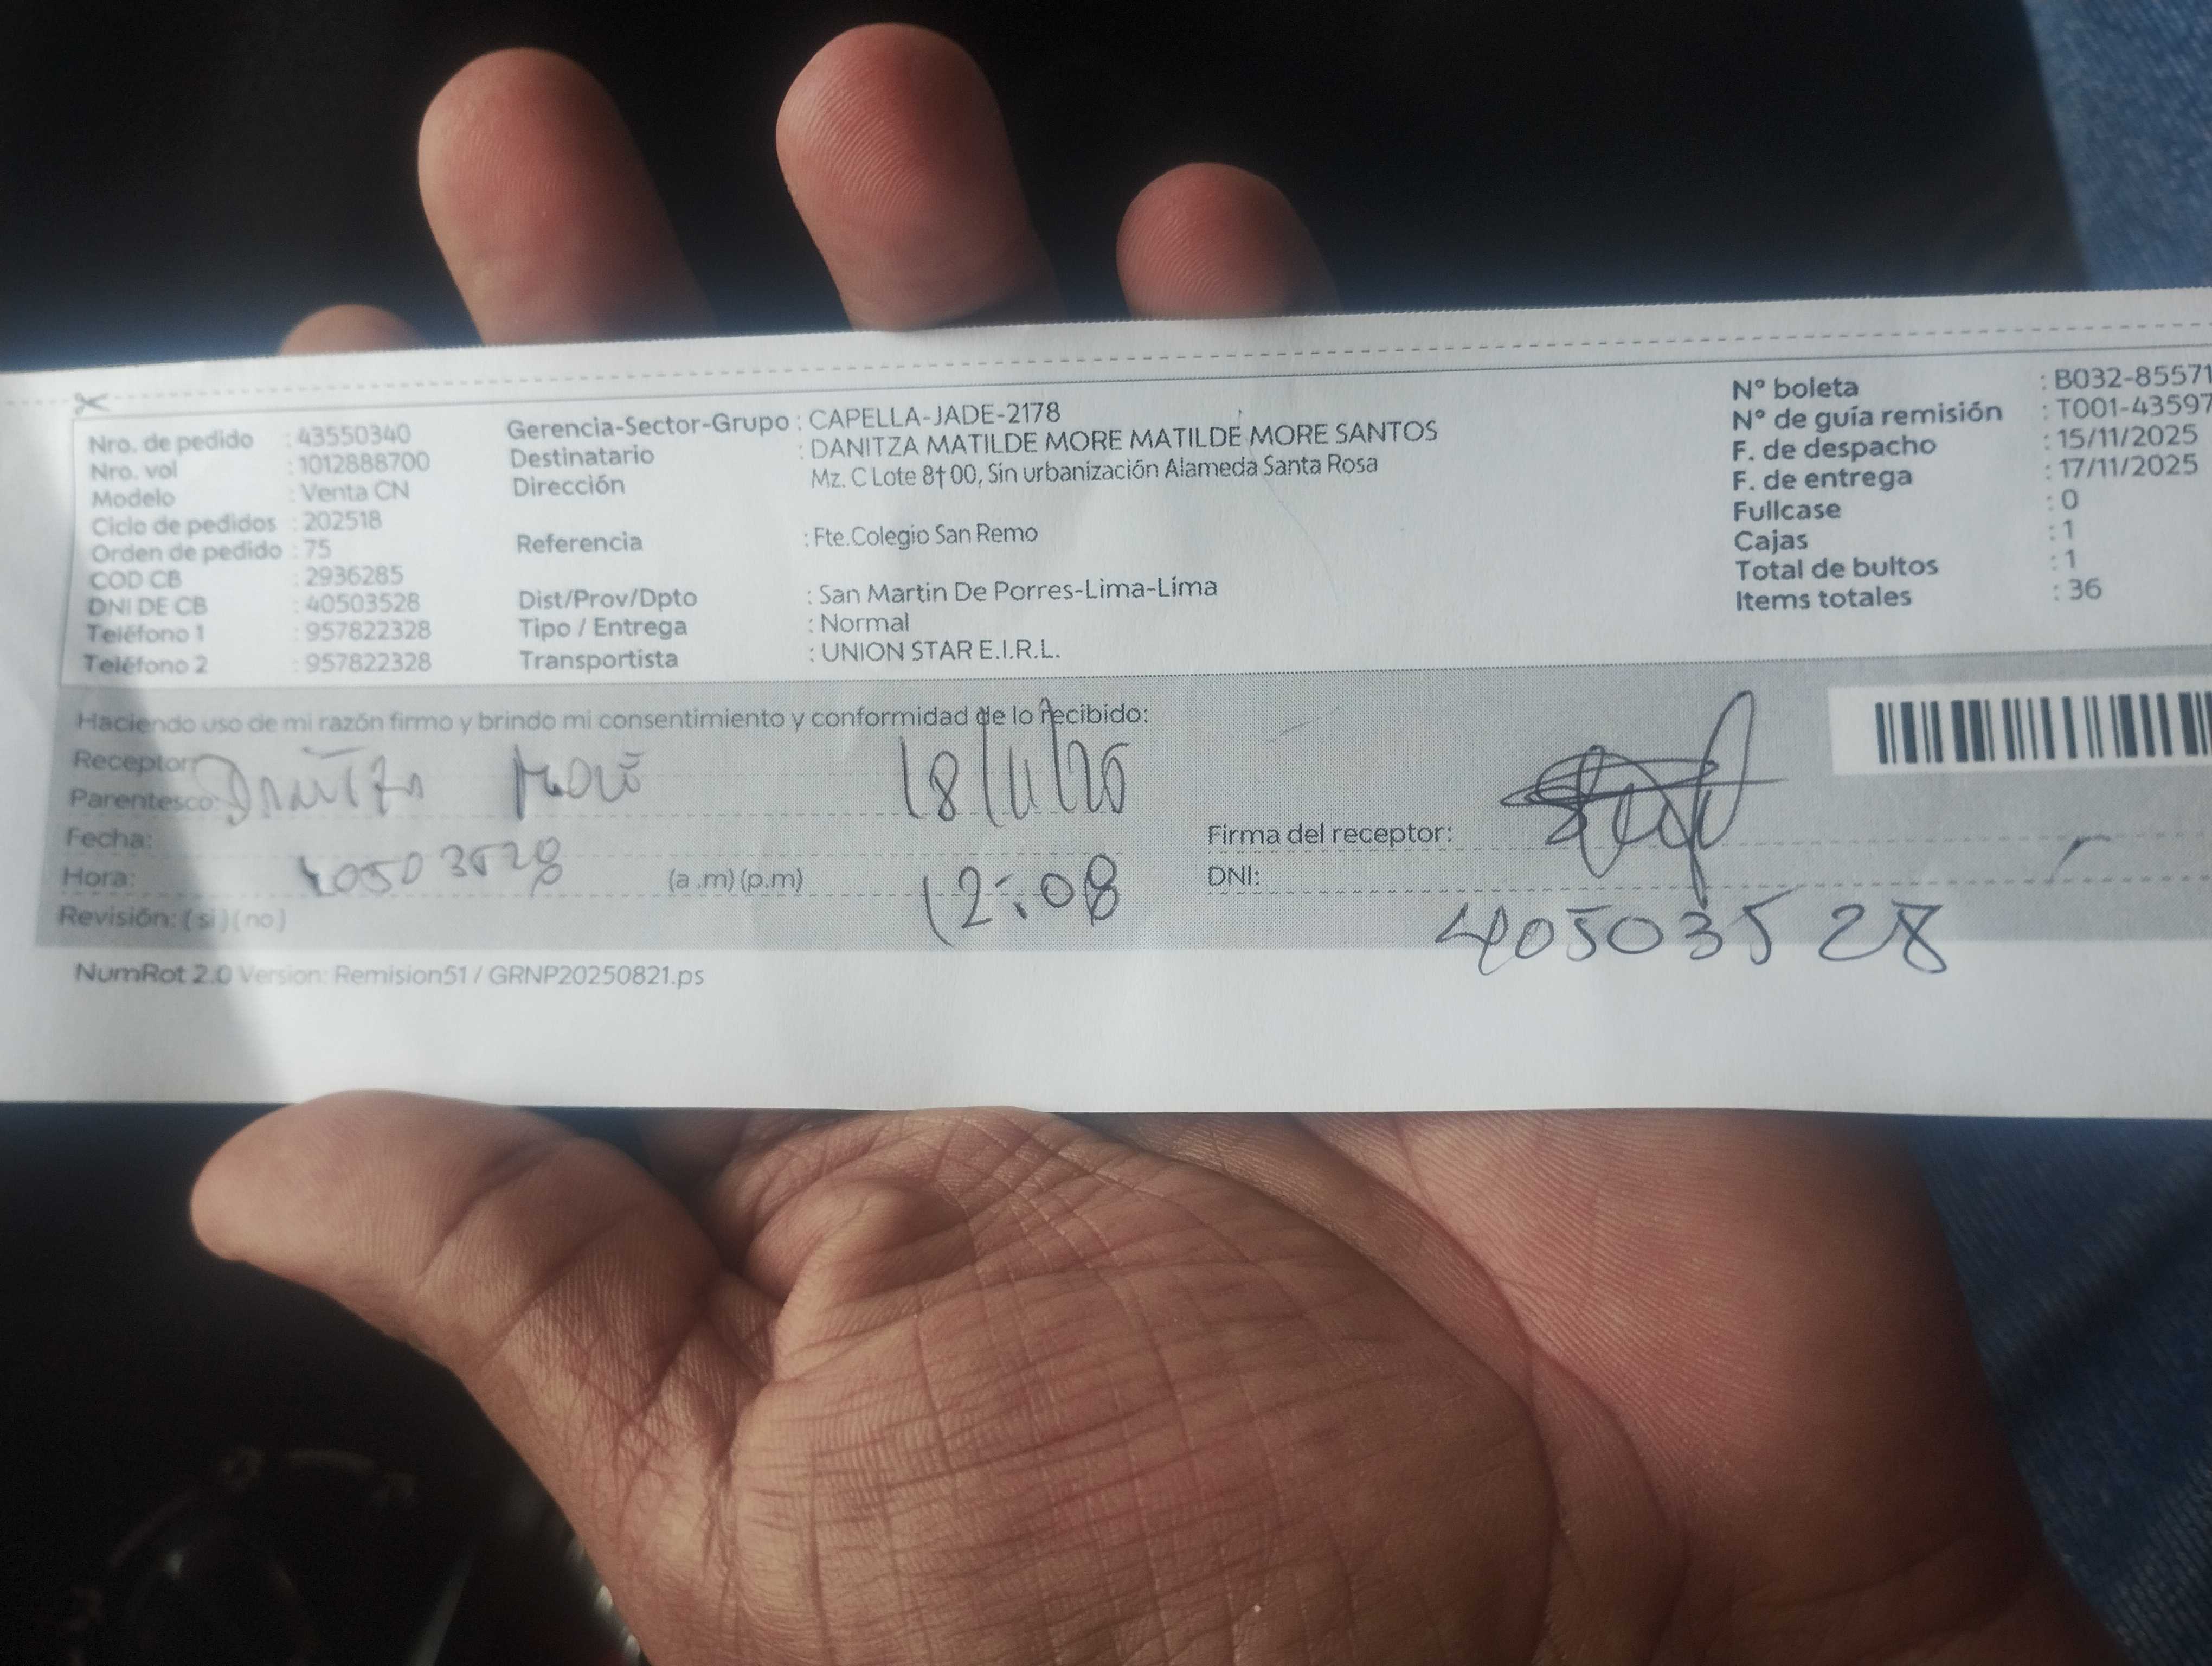 Nro. de pedido : 43550340
Nro. vol : 1012888700
Modelo : Venta CN
Ciclo de pedidos : 202518
Orden de pedido : 75
COD CB : 2936285
DNI DE CB : 40503528
Teléfono 1 : 957822328
Teléfono 2 : 957822328
Gerencia-Sector-Grupo : CAPELLA-JADE-2178
Destinatario : DANITZA MATILDE MORE MATILDE MORE SANTOS
Dirección Mz. C Lote 8† 00, Sin urbanización Alameda Santa Rosa
Referencia : Fte.Colegio San Remo
Dist/Prov/Dpto : San Martin De Porres-Lima-Lima
Tipo / Entrega : Normal
Transportista : UNION STAR E.I.R.L.
N° boleta : B032-85571
N° de guía remisión : T001-43597
F. de despacho : 15/11/2025
F. de entrega : 17/11/2025
Fullcase : 0
Cajas : 1
Total de bultos : 1
Items totales : 36
Haciendo uso de mi razón firmo y brindo mi consentimiento y conformidad de lo recibido:
Receptor:
Parentesco: Danitza More 18/11/25
Fecha:
Hora: 40503528 (a .m) (p.m) 12:08
Revisión: ( si ) ( no )
Firma del receptor:
DNI:
40503528
NumRot 2.0 Version: Remision51 / GRNP20250821.ps